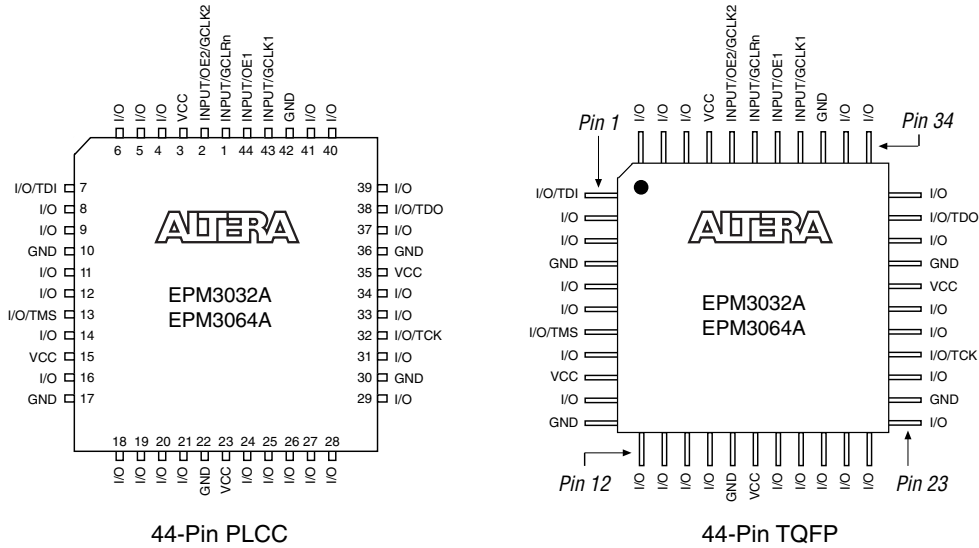 I/O I/O I/O VCC INPUT/OE2/GCLK2 INPUT/GCLRn INPUT/OE1 INPUT/GCLK1 GND I/O I/O
6 5 4 3 2 1 44 43 42 41 40
I/O/TDI 7
I/O 8
I/O 9
GND 10
I/O 11
I/O 12
I/O/TMS 13
I/O 14
VCC 15
I/O 16
GND 17
ALTERA
EPM3032A
EPM3064A
39 I/O
38 I/O/TDO
37 I/O
36 GND
35 VCC
34 I/O
33 I/O
32 I/O/TCK
31 I/O
30 GND
29 I/O
18 19 20 21 22 23 24 25 26 27 28
I/O I/O I/O I/O GND VCC I/O I/O I/O I/O I/O
44-Pin PLCC
I/O I/O I/O VCC INPUT/OE2/GCLK2 INPUT/GCLRn INPUT/OE1 INPUT/GCLK1 GND I/O I/O
Pin 1
Pin 34
I/O/TDI
I/O
I/O
GND
I/O
I/O
I/O/TMS
I/O
VCC
I/O
GND
ALTERA
EPM3032A
EPM3064A
I/O
I/O/TDO
I/O
GND
VCC
I/O
I/O
I/O/TCK
I/O
GND
I/O
Pin 12
Pin 23
I/O I/O I/O I/O GND VCC I/O I/O I/O I/O I/O
44-Pin TQFP